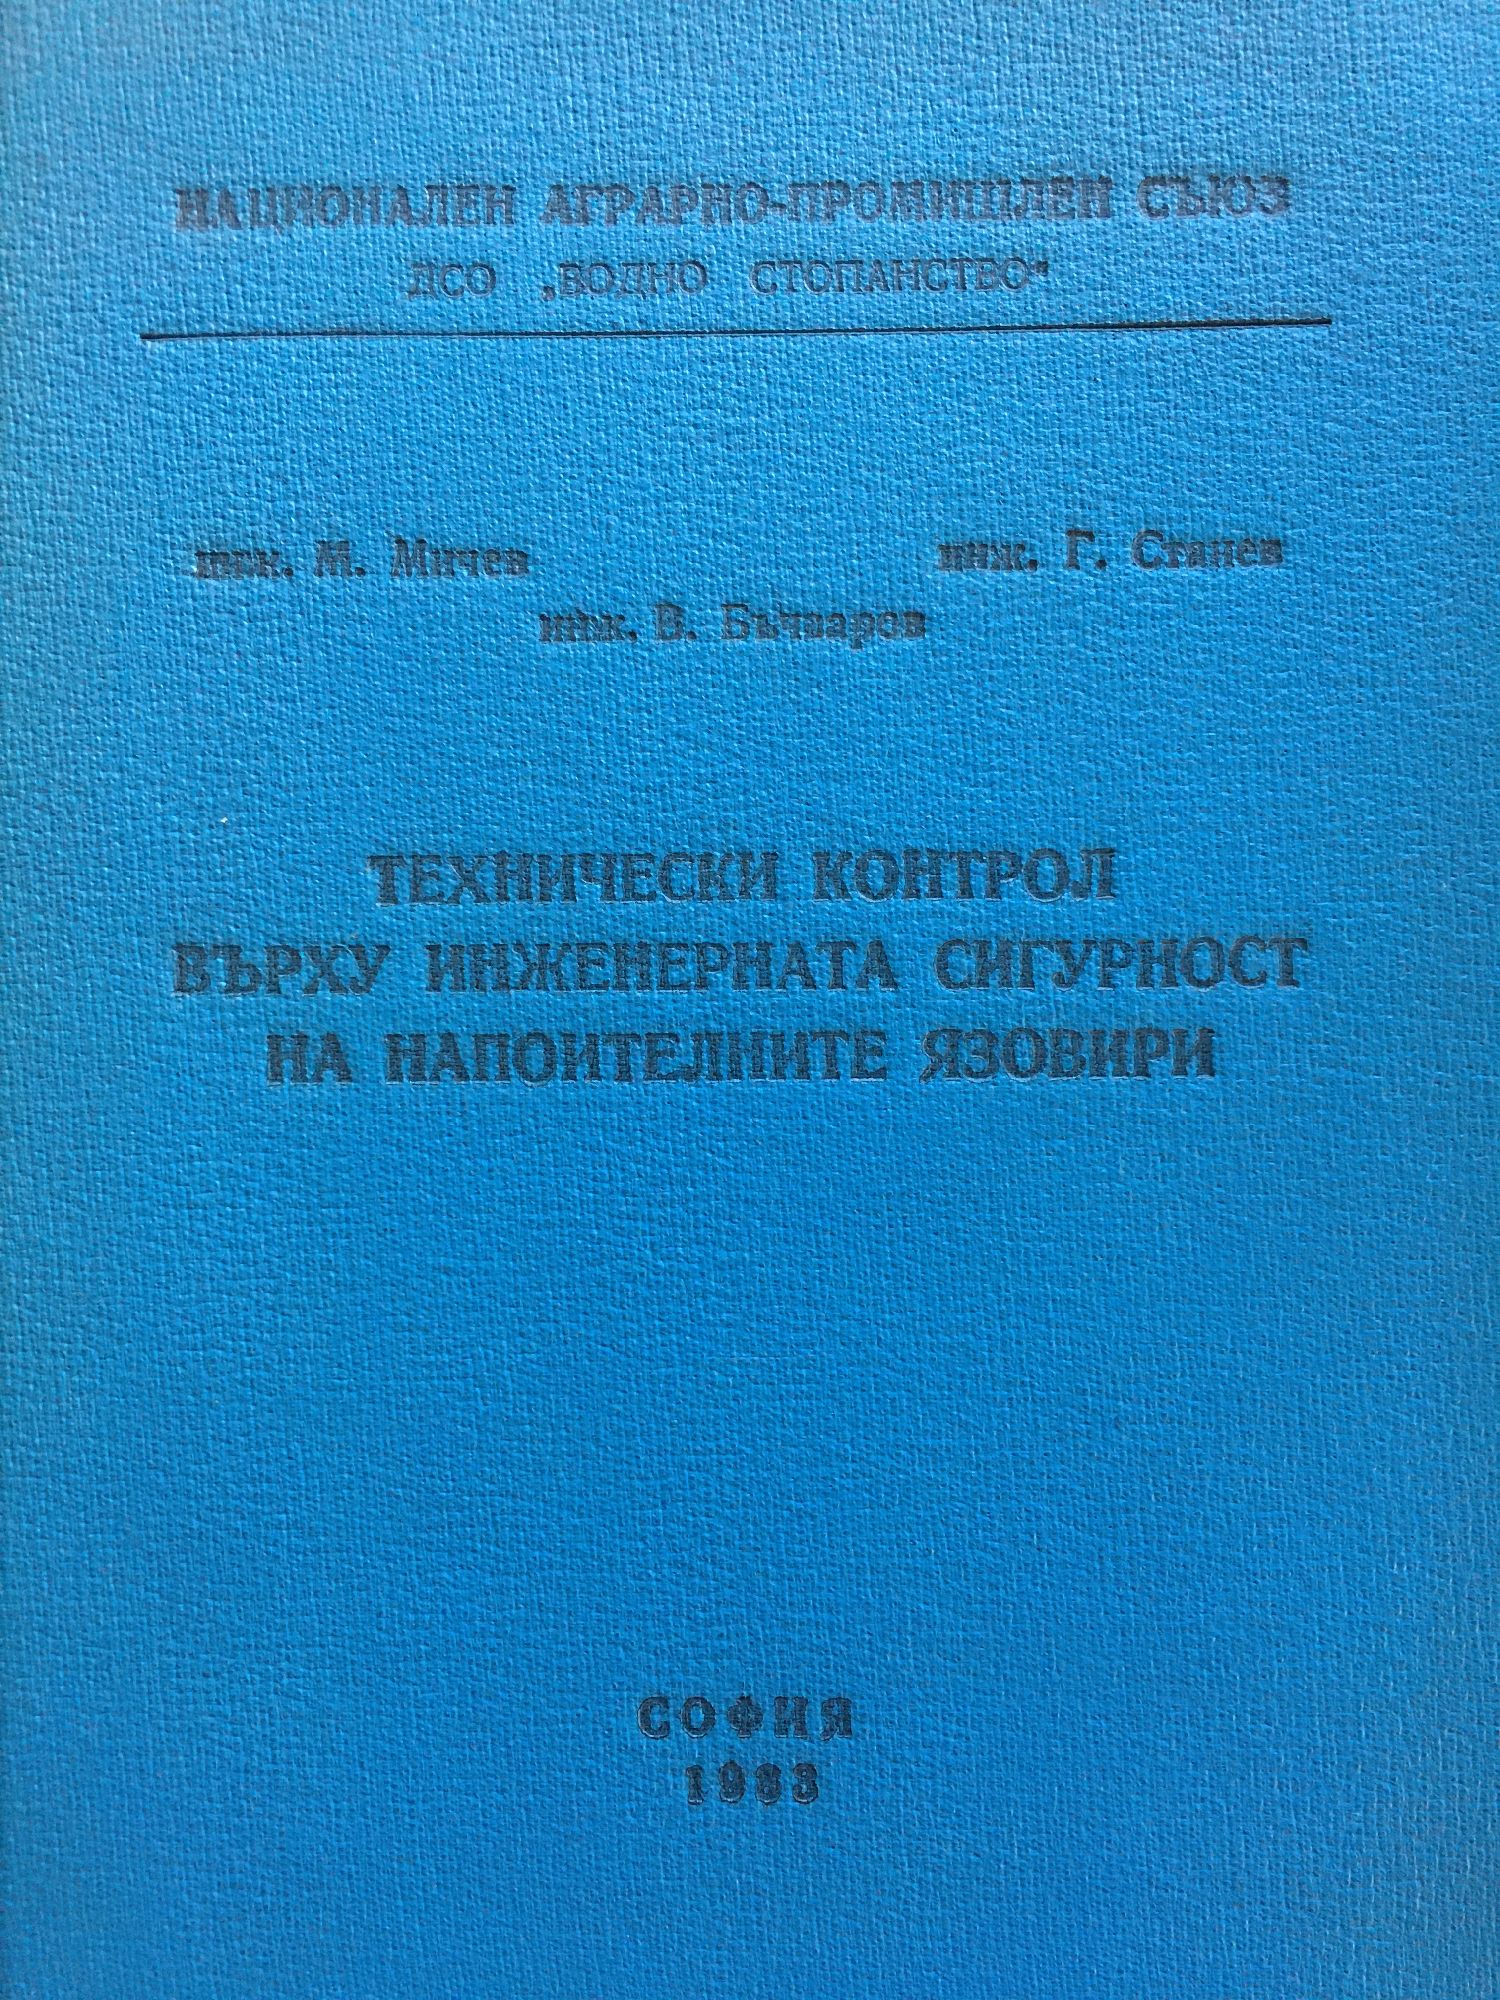 НАЦИОНАЛЕН АГРАРНО-ПРОМИШЛЕН СЪЮЗ
ДСО „ВОДНО СТОПАНСТВО"
инж. М. Мичев инж. Г. Станев
инж. В. Бъчваров
ТЕХНИЧЕСКИ КОНТРОЛ
ВЪРХУ ИНЖЕНЕРНАТА СИГУРНОСТ
НА НАПОИТЕЛНИТЕ ЯЗОВИРИ
СОФИЯ
1983